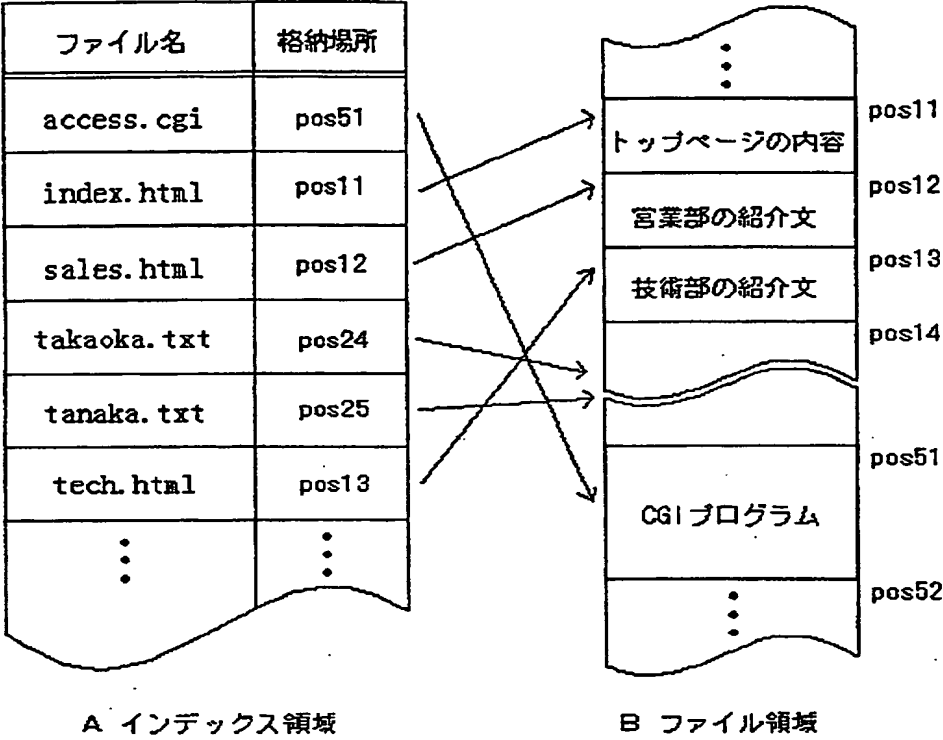 ファイル名 格納場所
access.cgi pos51
index.html pos11
sales.html pos12
takaoka.txt pos24
tanaka.txt pos25
tech.html pos13
A インデックス領域
pos11
トップページの内容
pos12
営業部の紹介文
pos13
技術部の紹介文
pos14
pos51
CGIプログラム
pos52
B ファイル領域